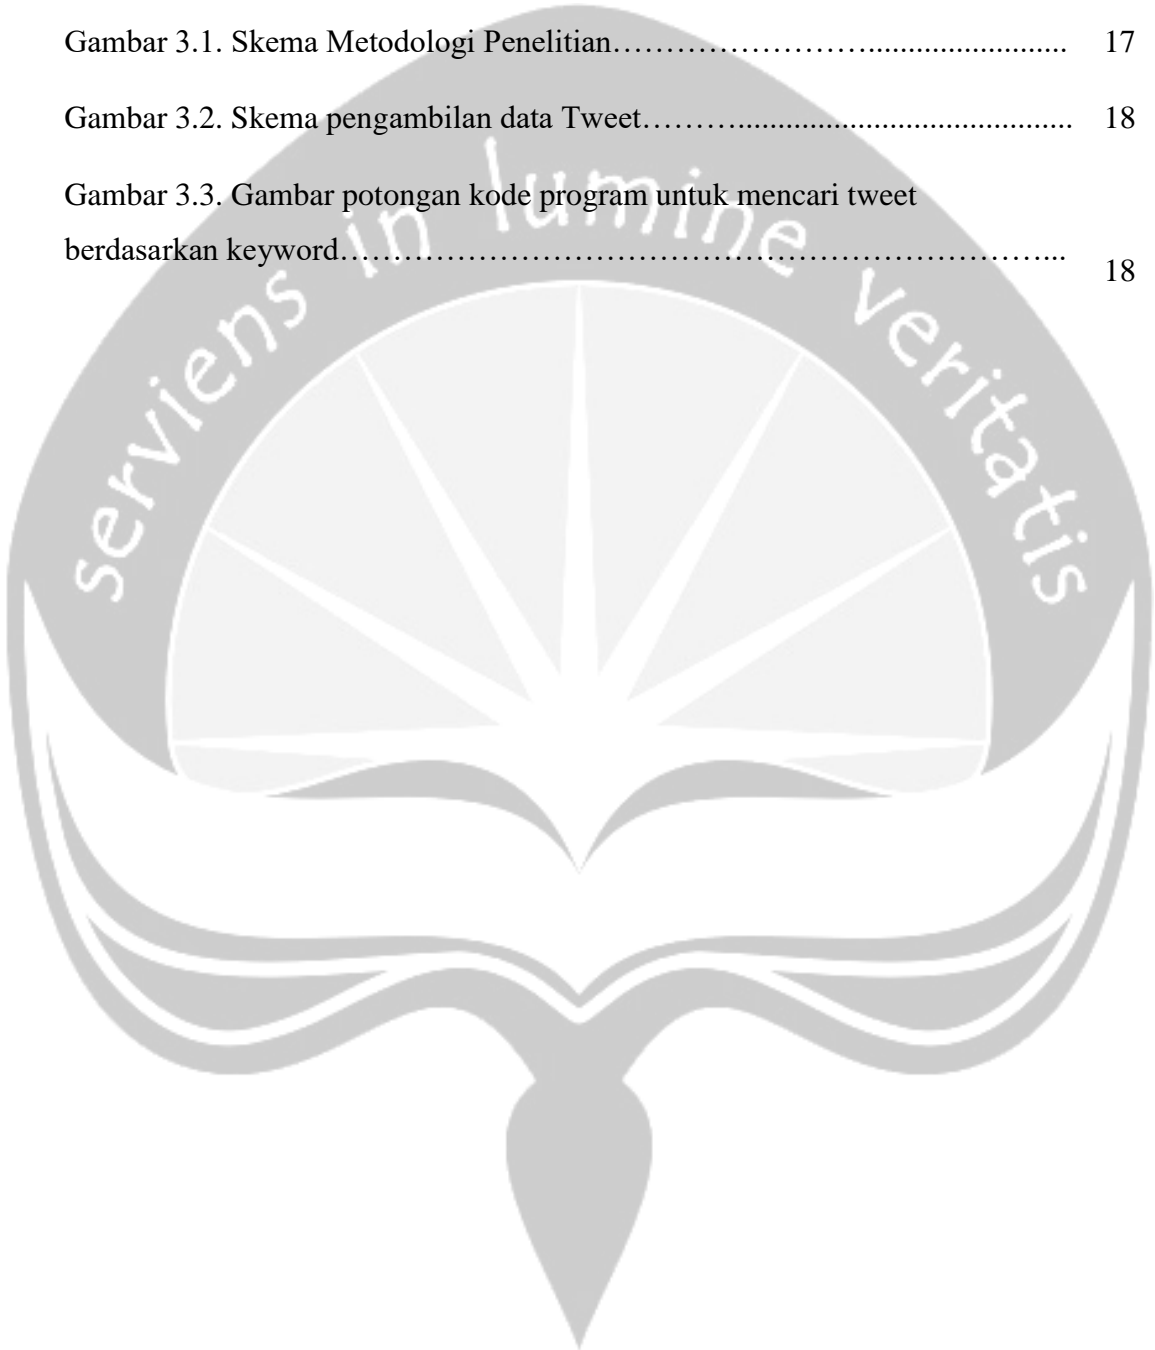 Gambar 3.1. Skema Metodologi Penelitian……………………........................ 17
Gambar 3.2. Skema pengambilan data Tweet………......................................... 18
Gambar 3.3. Gambar potongan kode program untuk mencari tweet
berdasarkan keyword…………………………………………………………………... 18
serviens in lumine veritatis